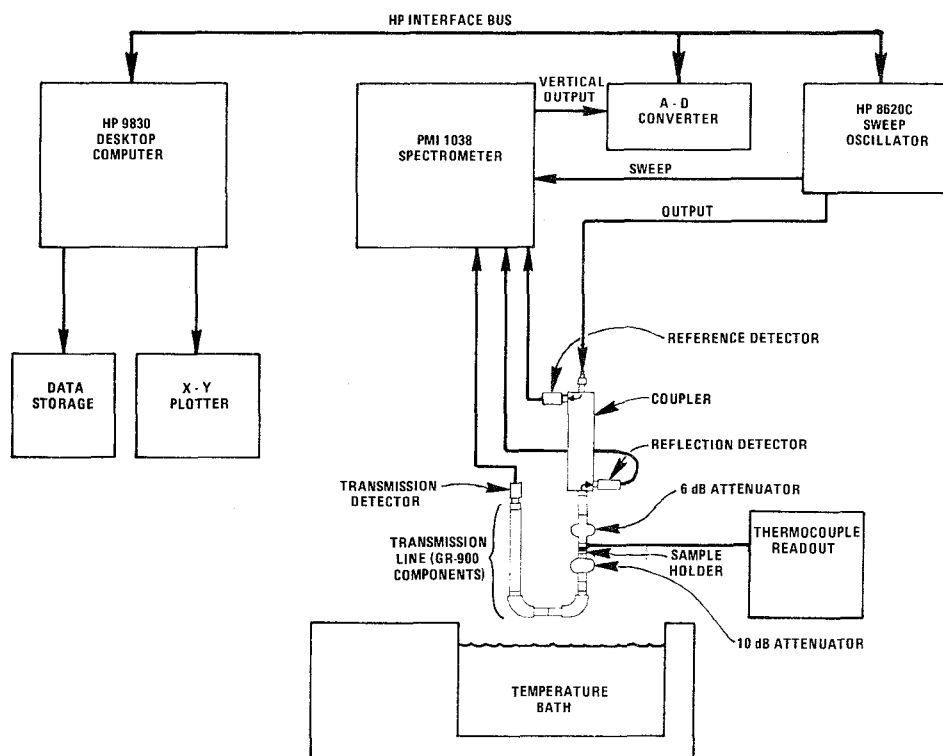 HP INTERFACE BUS
HP 9830
DESKTOP
COMPUTER
PMI 1038
SPECTROMETER
VERTICAL
OUTPUT
A - D
CONVERTER
HP 8620C
SWEEP
OSCILLATOR
SWEEP
OUTPUT
DATA
STORAGE
X - Y
PLOTTER
REFERENCE DETECTOR
COUPLER
REFLECTION DETECTOR
TRANSMISSION
DETECTOR
6 dB ATTENUATOR
TRANSMISSION
LINE (GR-900
COMPONENTS)
THERMOCOUPLE
READOUT
SAMPLE
HOLDER
10 dB ATTENUATOR
TEMPERATURE
BATH